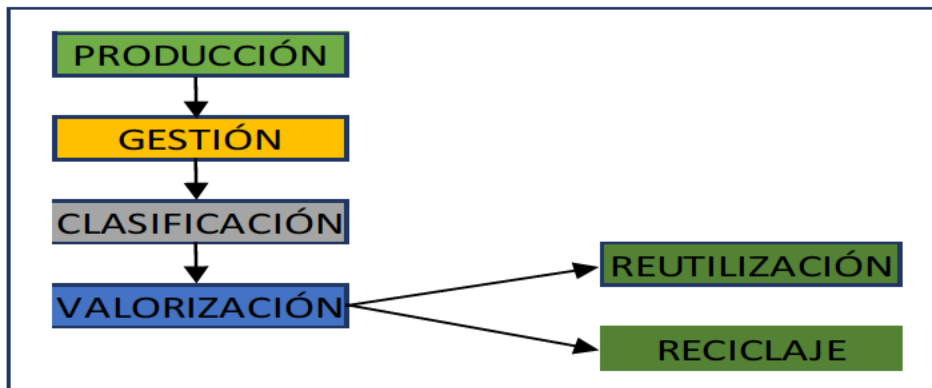 PRODUCCIÓN
GESTIÓN
CLASIFICACIÓN
VALORIZACIÓN
REUTILIZACIÓN
RECICLAJE